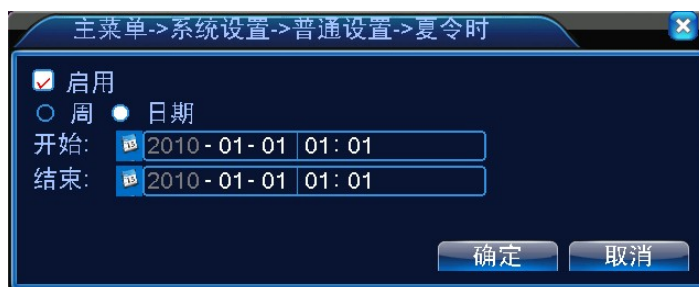 主菜单->系统设置->普通设置->夏令时
启用
周 日期
开始: 2010-01-01 01:01
结束: 2010-01-01 01:01
确定 取消